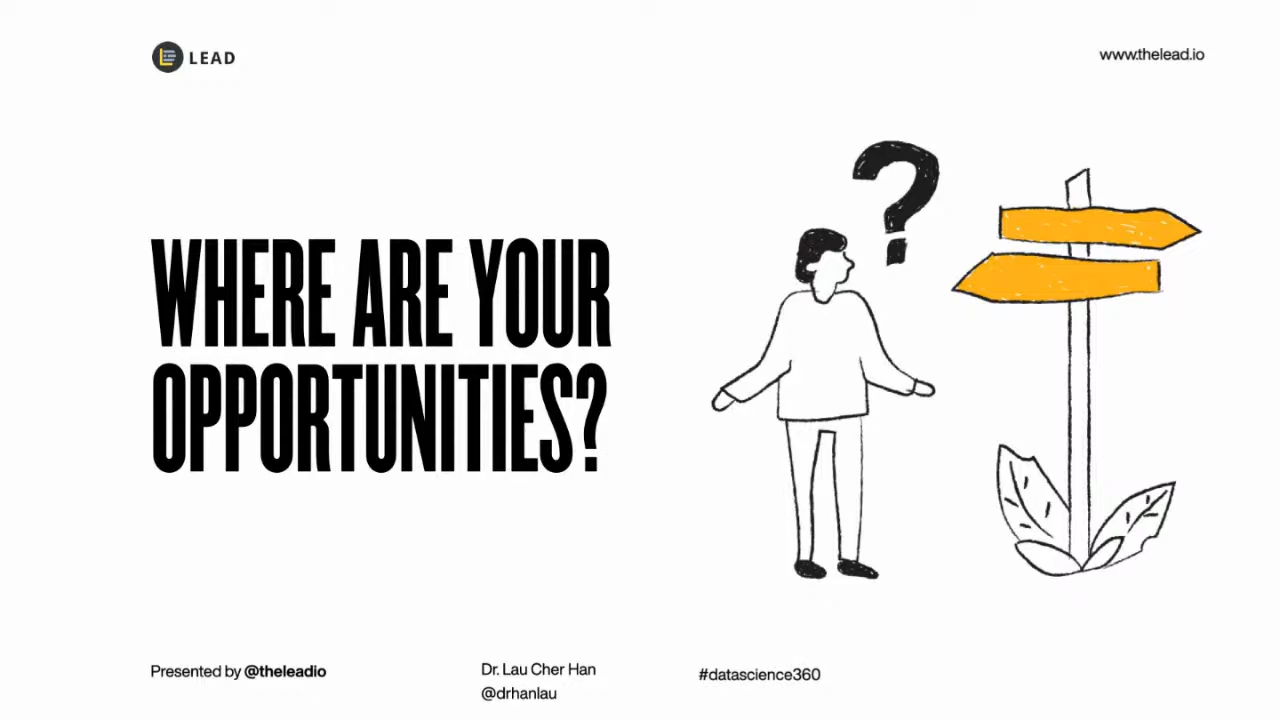 LEAD
www.thelead.io
?
WHERE ARE YOUR
OPPORTUNITIES?
Presented by @theleadio
Dr. Lau Cher Han
@drhanlau
#datascience360